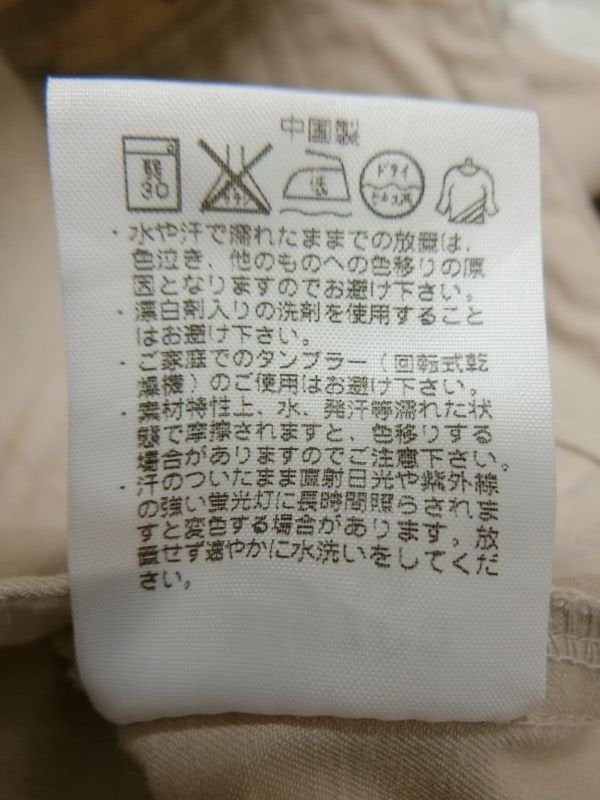 中国製
弱
30
エンソ
サラシ
低
ドライ
セキユ系
・水や汗で濡れたままでの放置は、
色泣き、他のものへの色移りの原
因となりますのでお避け下さい。
・漂白剤入りの洗剤を使用すること
はお避け下さい。
・ご家庭でのタンブラー（回転式乾
燥機）のご使用はお避け下さい。
・素材特性上、水、発汗等濡れた状
態で摩擦されますと、色移りする
場合がありますのでご注意下さい。
・汗のついたまま直射日光や紫外線
の強い蛍光灯に長時間照らされま
すと変色する場合があります。放
置せず速やかに水洗いをしてくだ
さい。